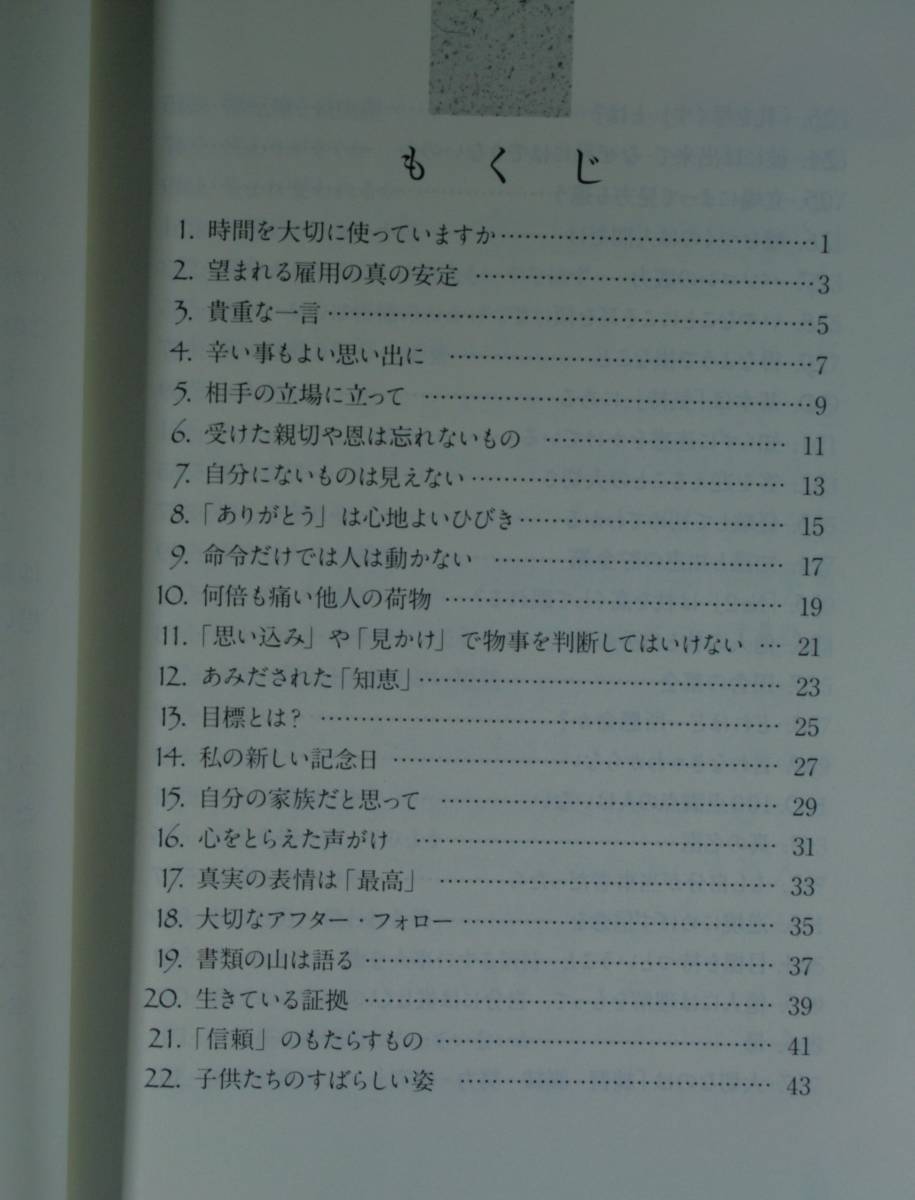 もくじ
1. 時間を大切に使っていますか……………………………1
2. 望まれる雇用の真の安定 ……………………………3
3. 貴重な一言……………………………5
4. 辛い事もよい思い出に ……………………………7
5. 相手の立場に立って ……………………………9
6. 受けた親切や恩は忘れないもの ……………………11
7. 自分にないものは見えない……………………………13
8. 「ありがとう」は心地よいひびき……………………15
9. 命令だけでは人は動かない ……………………………17
10. 何倍も痛い他人の荷物 ……………………………19
11. 「思い込み」や「見かけ」で物事を判断してはいけない … 21
12. あみだされた「知恵」……………………………23
13. 目標とは? ……………………………25
14. 私の新しい記念日 ……………………………27
15. 自分の家族だと思って ……………………………29
16. 心をとらえた声がけ ……………………………31
17. 真実の表情は「最高」 ……………………………33
18. 大切なアフター・フォロー……………………………35
19. 書類の山は語る ……………………………37
20. 生きている証拠 ……………………………39
21. 「信頼」のもたらすもの ……………………………41
22. 子供たちのすばらしい姿 ……………………………43